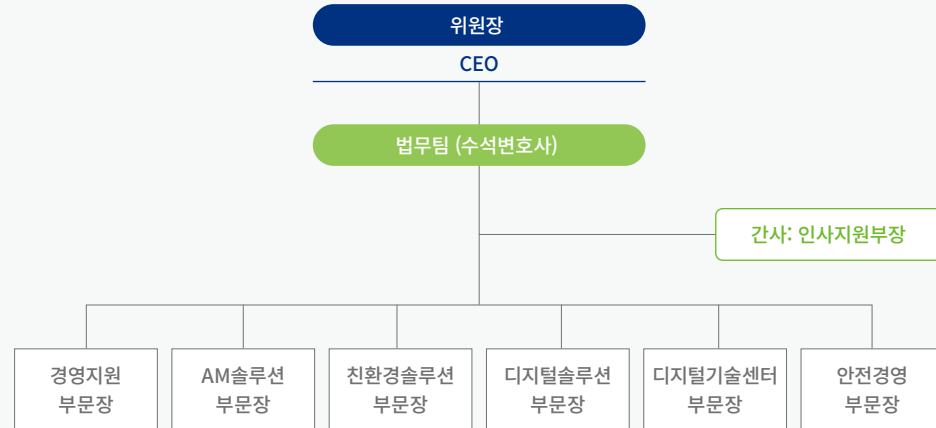 위원장
CEO
법무팀 (수석변호사)
간사: 인사지원부장
경영지원
부문장
AM솔루션
부문장
친환경솔루션
부문장
디지털솔루션
부문장
디지털기술센터
부문장
안전경영
부문장